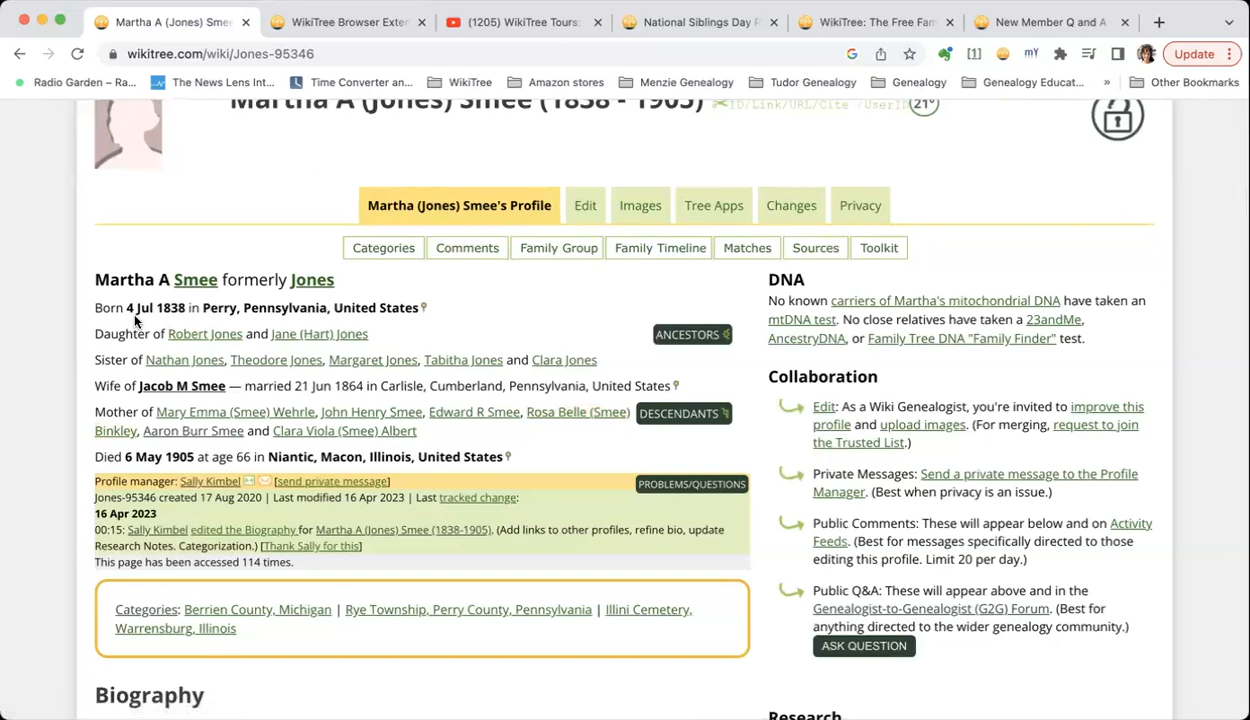 Martha A (Jones) Sme
WikiTree Browser Exter
(1205) WikiTree Tours:
National Siblings Day P
WikiTree: The Free Fam
New Member Q and A
wikitree.com/wiki/Jones-95346
Update
Radio Garden – Ra...
The News Lens Int...
Time Converter an...
WikiTree
Amazon stores
Menzie Genealogy
Tudor Genealogy
Genealogy
Genealogy Educat...
»
Other Bookmarks
Martha A (Jones) Smee (1838 - 1905) ID/Link/URL/Cite /UserID 21°
Martha (Jones) Smee's Profile
Edit
Images
Tree Apps
Changes
Privacy
Categories
Comments
Family Group
Family Timeline
Matches
Sources
Toolkit
Martha A Smee formerly Jones
Born 4 Jul 1838 in Perry, Pennsylvania, United States
Daughter of Robert Jones and Jane (Hart) Jones
ANCESTORS
Sister of Nathan Jones, Theodore Jones, Margaret Jones, Tabitha Jones and Clara Jones
Wife of Jacob M Smee — married 21 Jun 1864 in Carlisle, Cumberland, Pennsylvania, United States
Mother of Mary Emma (Smee) Wehrle, John Henry Smee, Edward R Smee, Rosa Belle (Smee)
Binkley, Aaron Burr Smee and Clara Viola (Smee) Albert
DESCENDANTS
Died 6 May 1905 at age 66 in Niantic, Macon, Illinois, United States
Profile manager: Sally Kimbel [send private message]
PROBLEMS/QUESTIONS
Jones-95346 created 17 Aug 2020 | Last modified 16 Apr 2023 | Last tracked change:
16 Apr 2023
00:15: Sally Kimbel edited the Biography for Martha A (Jones) Smee (1838-1905). (Add links to other profiles, refine bio, update
Research Notes. Categorization.) [Thank Sally for this]
This page has been accessed 114 times.
Categories: Berrien County, Michigan | Rye Township, Perry County, Pennsylvania | Illini Cemetery,
Warrensburg, Illinois
Biography
DNA
No known carriers of Martha's mitochondrial DNA have taken an
mtDNA test. No close relatives have taken a 23andMe,
AncestryDNA, or Family Tree DNA "Family Finder" test.
Collaboration
Edit: As a Wiki Genealogist, you're invited to improve this
profile and upload images. (For merging, request to join
the Trusted List.)
Private Messages: Send a private message to the Profile
Manager. (Best when privacy is an issue.)
Public Comments: These will appear below and on Activity
Feeds. (Best for messages specifically directed to those
editing this profile. Limit 20 per day.)
Public Q&A: These will appear above and in the
Genealogist-to-Genealogist (G2G) Forum. (Best for
anything directed to the wider genealogy community.)
ASK QUESTION
Research